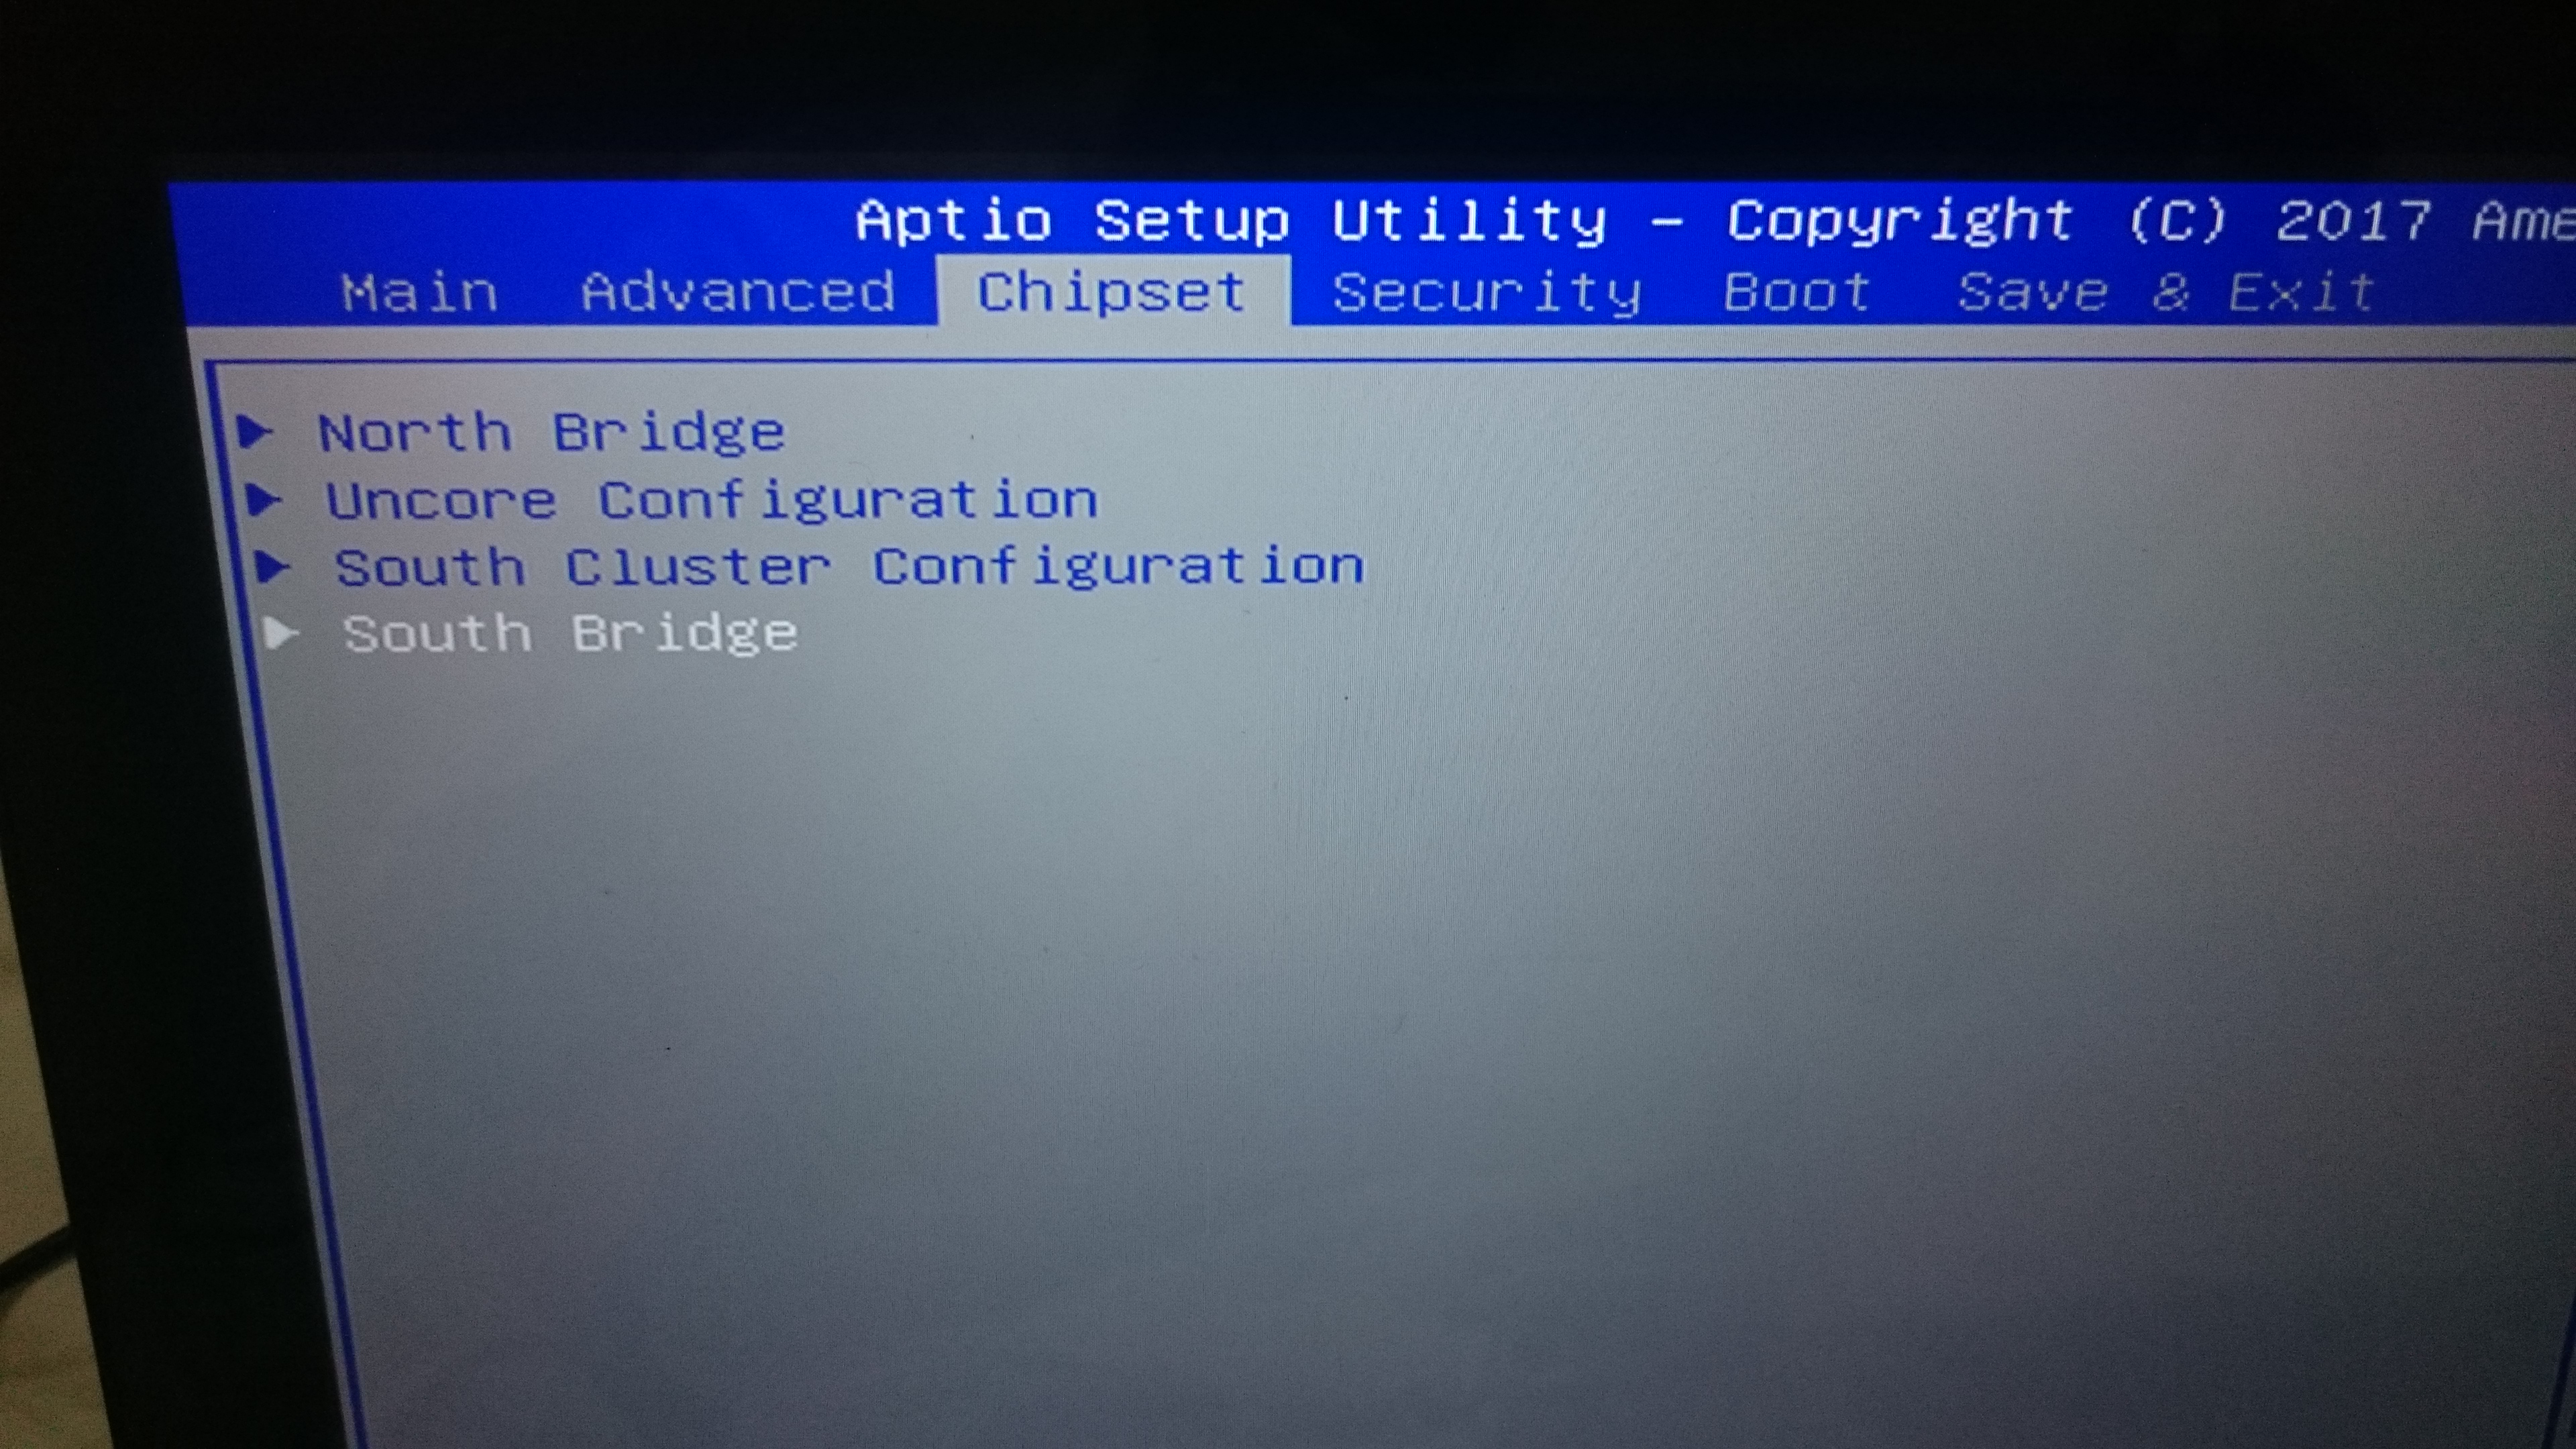 Aptio Setup Utility - Copyright (C) 2017 Ame
Main Advanced Chipset Security Boot Save & Exit
North Bridge
Uncore Configuration
South Cluster Configuration
South Bridge